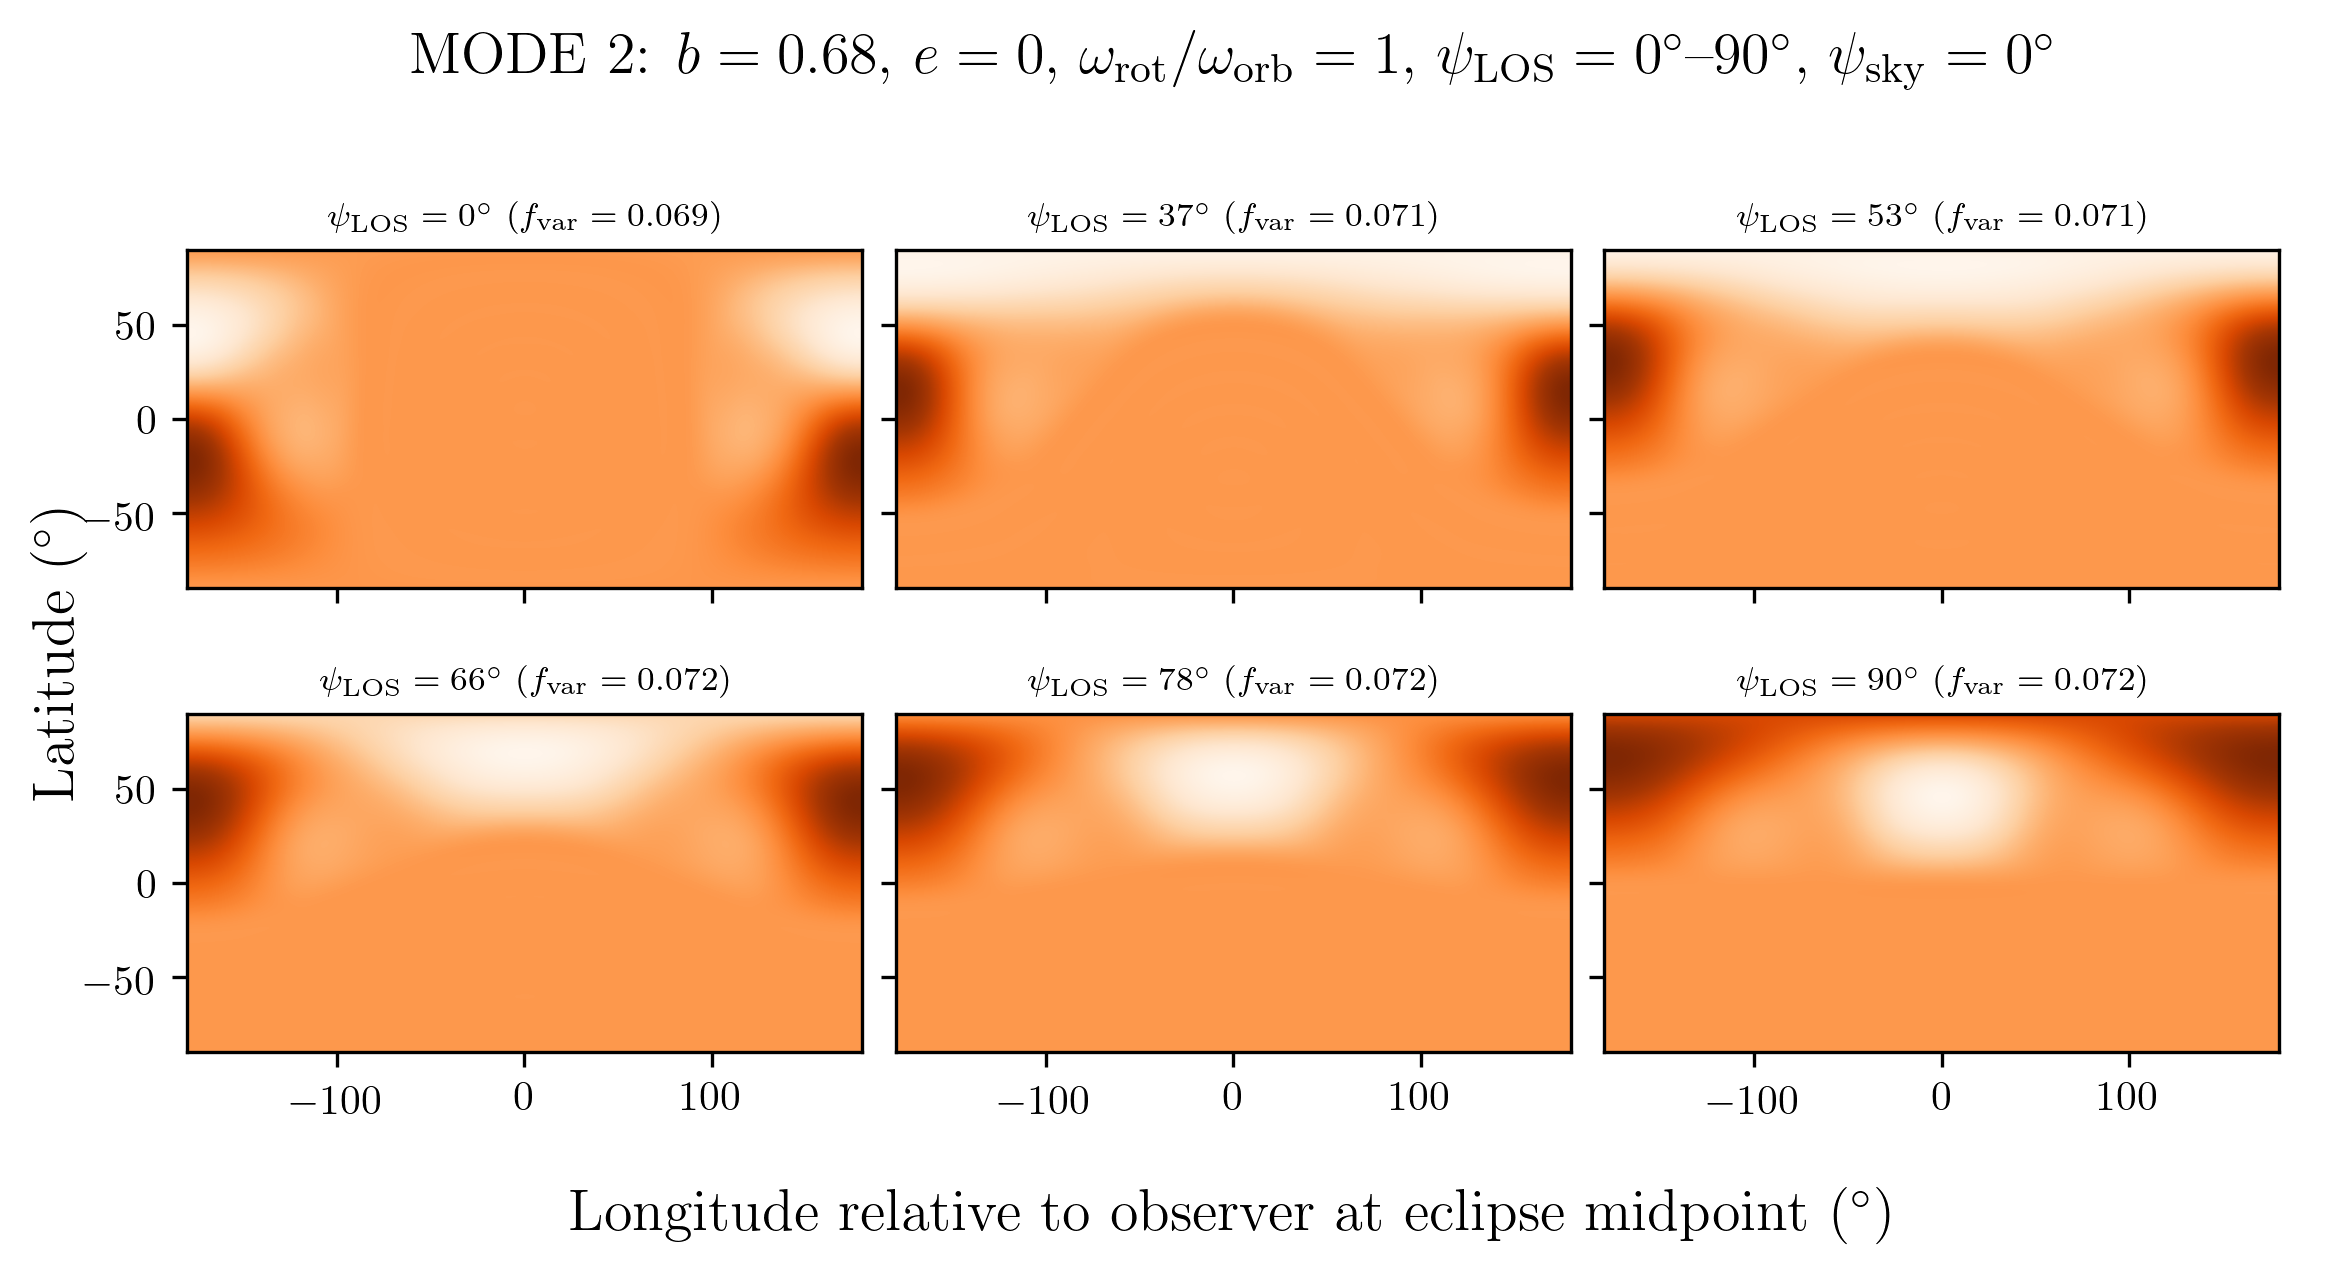 MODE 2: b = 0.68, e = 0, ω_rot/ω_orb = 1, ψ_LOS = 0°–90°, ψ_sky = 0°
ψ_LOS = 0° (f_var = 0.069)
ψ_LOS = 37° (f_var = 0.071)
ψ_LOS = 53° (f_var = 0.071)
50
0
−50
ψ_LOS = 66° (f_var = 0.072)
ψ_LOS = 78° (f_var = 0.072)
ψ_LOS = 90° (f_var = 0.072)
50
0
−50
−100 0 100
−100 0 100
−100 0 100
Latitude (°)
Longitude relative to observer at eclipse midpoint (°)